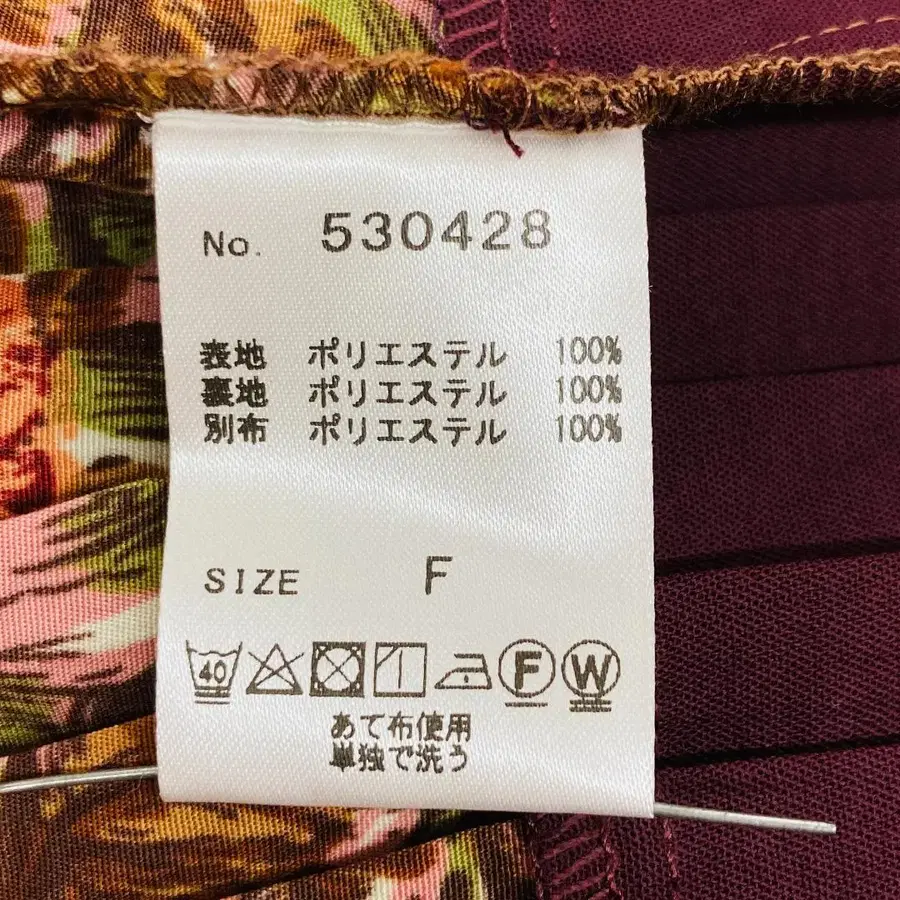 No. 530428
表地 ポリエステル 100%
裏地 ポリエステル 100%
別布 ポリエステル 100%
SIZE F
40 F W
あて布使用
単独で洗う